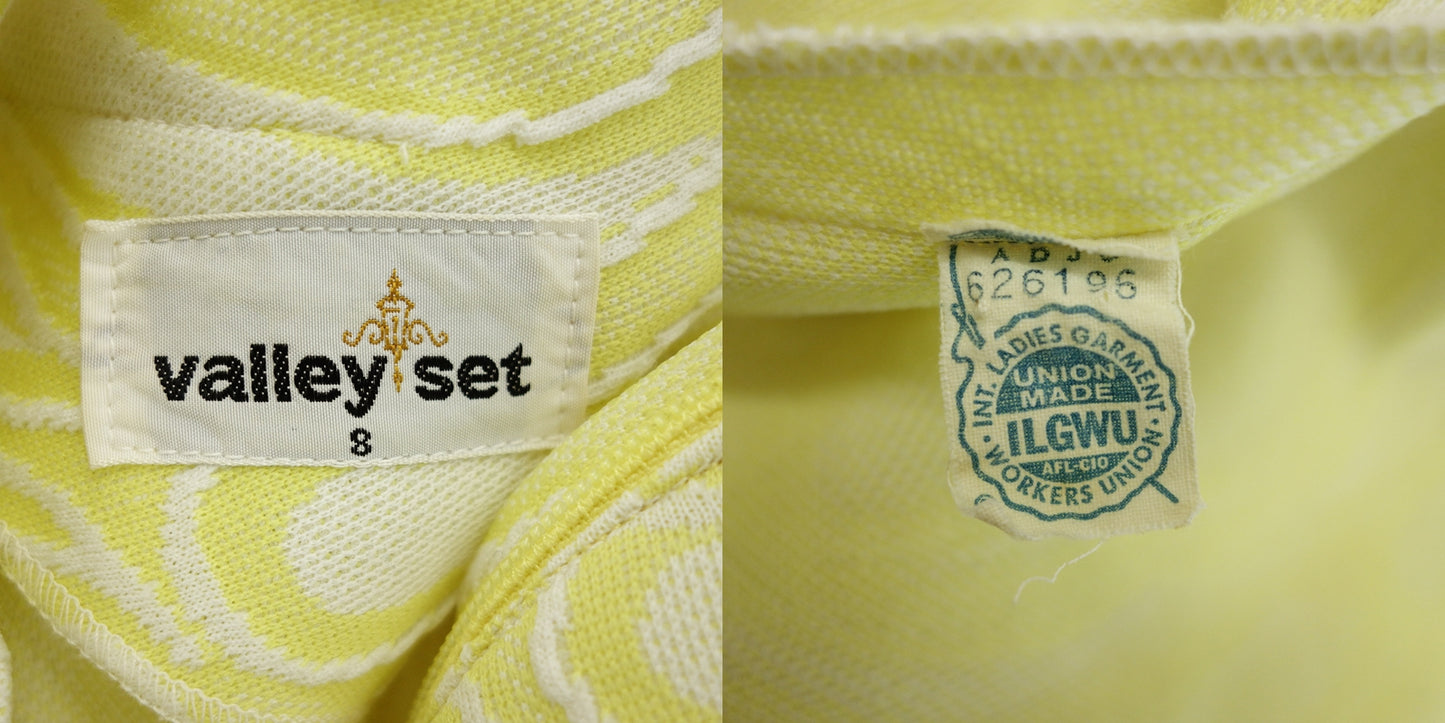 valley set
8
626196
INT. LADIES GARMENT WORKERS UNION
UNION
MADE
ILGWU
AFL-CIO